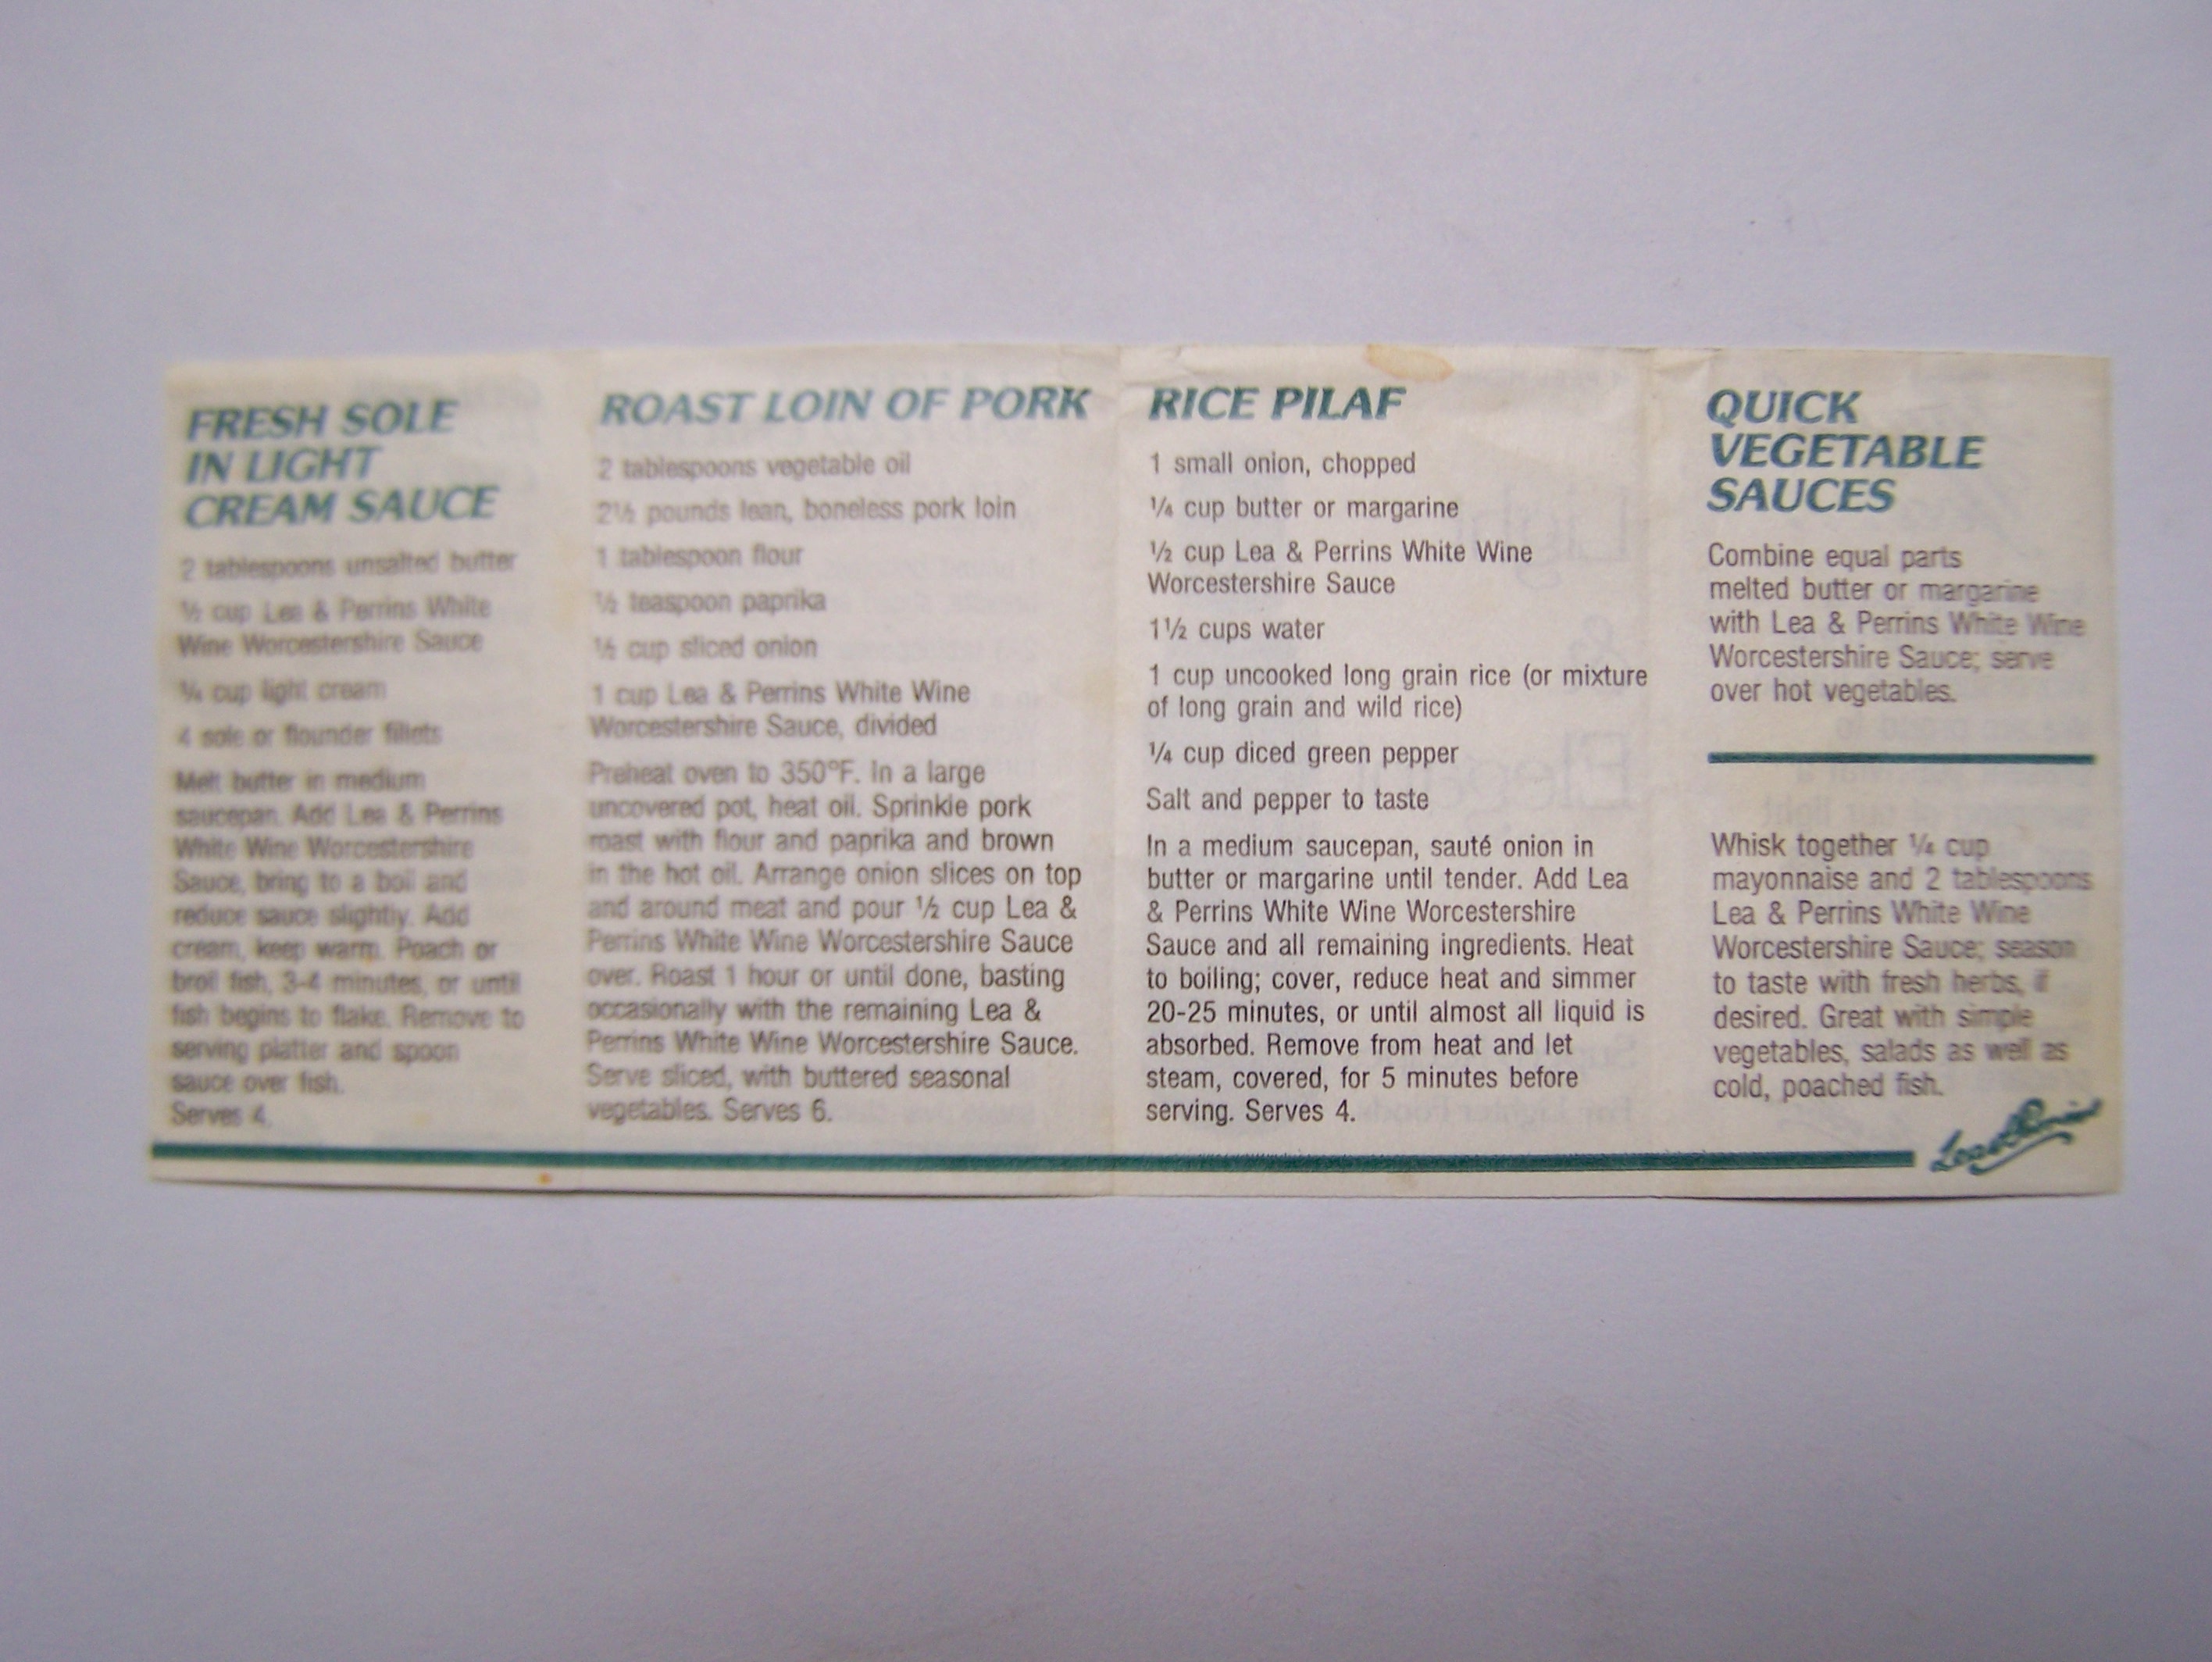 FRESH SOLE
IN LIGHT
CREAM SAUCE
2 tablespoons unsalted butter
½ cup Lea & Perrins White
Wine Worcestershire Sauce
¼ cup light cream
4 sole or flounder fillets
Melt butter in medium
saucepan. Add Lea & Perrins
White Wine Worcestershire
Sauce, bring to a boil and
reduce sauce slightly. Add
cream, keep warm. Poach or
broil fish, 3-4 minutes, or until
fish begins to flake. Remove to
serving platter and spoon
sauce over fish.
Serves 4.
ROAST LOIN OF PORK
2 tablespoons vegetable oil
2½ pounds lean, boneless pork loin
1 tablespoon flour
½ teaspoon paprika
½ cup sliced onion
1 cup Lea & Perrins White Wine
Worcestershire Sauce, divided
Preheat oven to 350°F. In a large
uncovered pot, heat oil. Sprinkle pork
roast with flour and paprika and brown
in the hot oil. Arrange onion slices on top
and around meat and pour ½ cup Lea &
Perrins White Wine Worcestershire Sauce
over. Roast 1 hour or until done, basting
occasionally with the remaining Lea &
Perrins White Wine Worcestershire Sauce.
Serve sliced, with buttered seasonal
vegetables. Serves 6.
RICE PILAF
1 small onion, chopped
¼ cup butter or margarine
½ cup Lea & Perrins White Wine
Worcestershire Sauce
1½ cups water
1 cup uncooked long grain rice (or mixture
of long grain and wild rice)
¼ cup diced green pepper
Salt and pepper to taste
In a medium saucepan, sauté onion in
butter or margarine until tender. Add Lea
& Perrins White Wine Worcestershire
Sauce and all remaining ingredients. Heat
to boiling; cover, reduce heat and simmer
20-25 minutes, or until almost all liquid is
absorbed. Remove from heat and let
steam, covered, for 5 minutes before
serving. Serves 4.
QUICK
VEGETABLE
SAUCES
Combine equal parts
melted butter or margarine
with Lea & Perrins White Wine
Worcestershire Sauce; serve
over hot vegetables.
Whisk together ¼ cup
mayonnaise and 2 tablespoons
Lea & Perrins White Wine
Worcestershire Sauce; season
to taste with fresh herbs, if
desired. Great with simple
vegetables, salads as well as
cold, poached fish.
Lea & Perrins